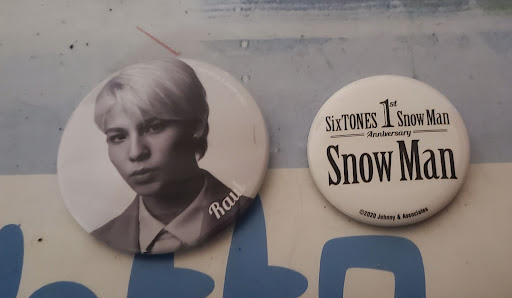 Raul
SixTONES 1st Snow Man
Anniversary
Snow Man
©2020 Johnny & Associates